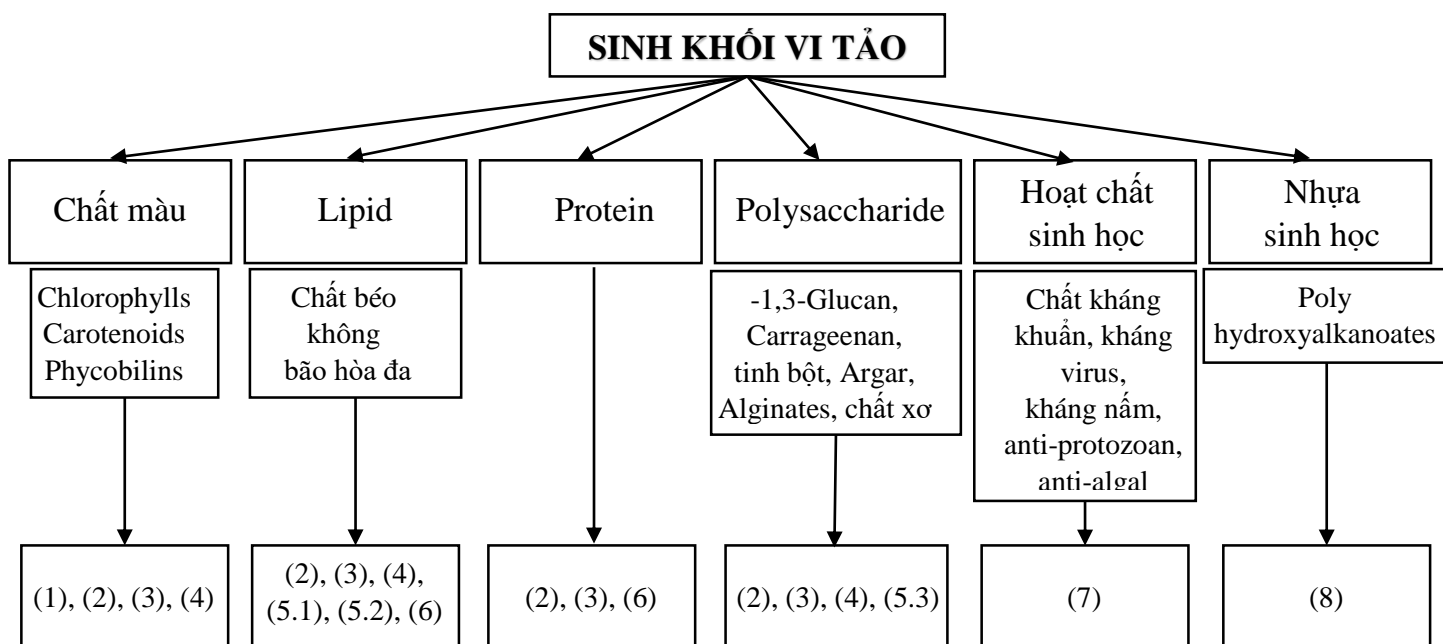 SINH KHỐI VI TẢO
Chất màu
Lipid
Protein
Polysaccharide
Hoạt chất
sinh học
Nhựa
sinh học
Chlorophylls
Carotenoids
Phycobilins
Chất béo
không
bão hòa đa
-1,3-Glucan,
Carrageenan,
tinh bột, Argar,
Alginates, chất xơ
Chất kháng
khuẩn, kháng
virus,
kháng nấm,
anti-protozoan,
anti-algal
Poly
hydroxyalkanoates
(1), (2), (3), (4)
(2), (3), (4),
(5.1), (5.2), (6)
(2), (3), (6)
(2), (3), (4), (5.3)
(7)
(8)